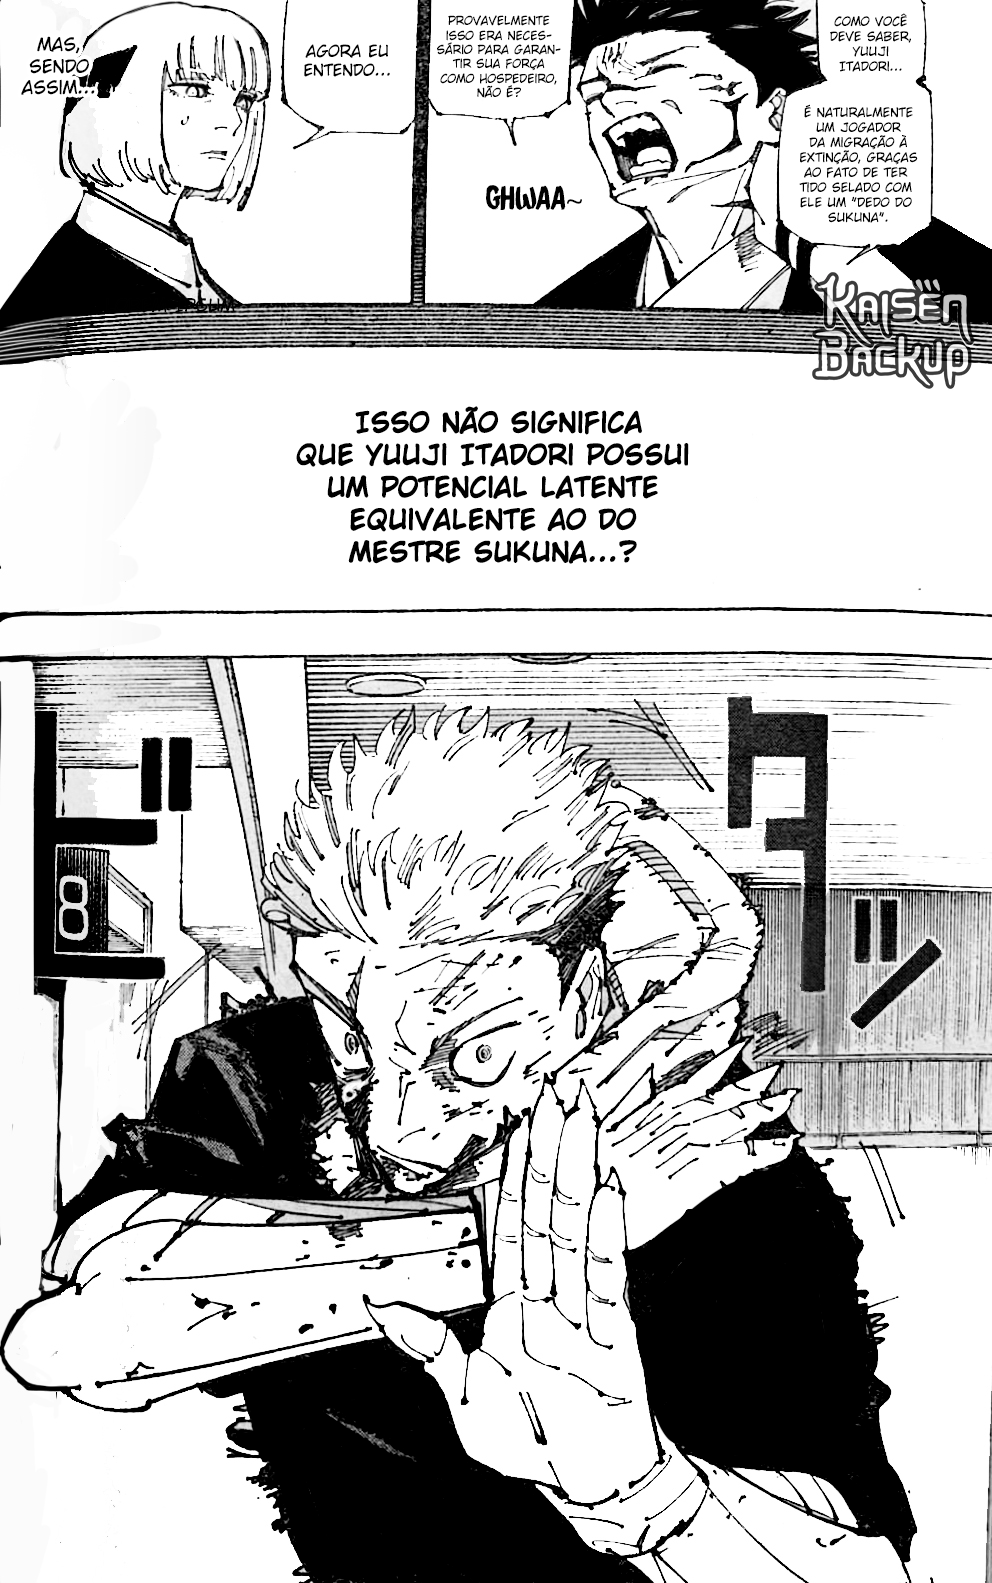 COMO VOCÊ
DEVE SABER,
YUUJI
ITADORI...
É NATURALMENTE
UM JOGADOR
DA MIGRAÇÃO À
EXTINÇÃO, GRAÇAS
AO FATO DE TER
TIDO SELADO COM
ELE UM "DEDO DO
SUKUNA".
PROVAVELMENTE
ISSO ERA NECES-
SÁRIO PARA GARAN-
TIR SUA FORÇA
COMO HOSPEDEIRO,
NÃO É?
GHWAA~
AGORA EU
ENTENDO...
MAS,
SENDO
ASSIM...
KAISEN
BACKUP
ISSO NÃO SIGNIFICA
QUE YUUJI ITADORI POSSUI
UM POTENCIAL LATENTE
EQUIVALENTE AO DO
MESTRE SUKUNA...?
ダン
ビ
8